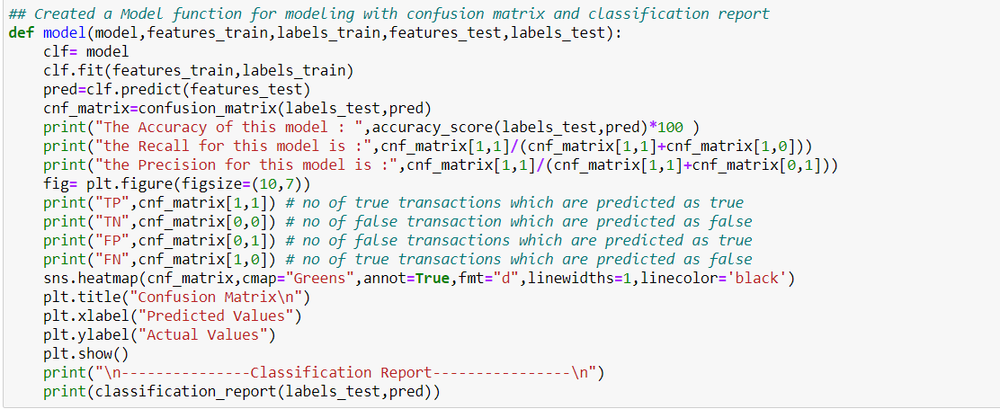 ## Created a Model function for modeling with confusion matrix and classification report
def model(model,features_train,labels_train,features_test,labels_test):
    clf= model
    clf.fit(features_train,labels_train)
    pred=clf.predict(features_test)
    cnf_matrix=confusion_matrix(labels_test,pred)
    print("The Accuracy of this model : ",accuracy_score(labels_test,pred)*100 )
    print("the Recall for this model is :",cnf_matrix[1,1]/(cnf_matrix[1,1]+cnf_matrix[1,0]))
    print("the Precision for this model is :",cnf_matrix[1,1]/(cnf_matrix[1,1]+cnf_matrix[0,1]))
    fig= plt.figure(figsize=(10,7))
    print("TP",cnf_matrix[1,1]) # no of true transactions which are predicted as true
    print("TN",cnf_matrix[0,0]) # no of false transaction which are predicted as false
    print("FP",cnf_matrix[0,1]) # no of false transactions which are predicted as true
    print("FN",cnf_matrix[1,0]) # no of true transactions which are predicted as false
    sns.heatmap(cnf_matrix,cmap="Greens",annot=True,fmt="d",linewidths=1,linecolor='black')
    plt.title("Confusion Matrix\n")
    plt.xlabel("Predicted Values")
    plt.ylabel("Actual Values")
    plt.show()
    print("\n---------------Classification Report----------------\n")
    print(classification_report(labels_test,pred))